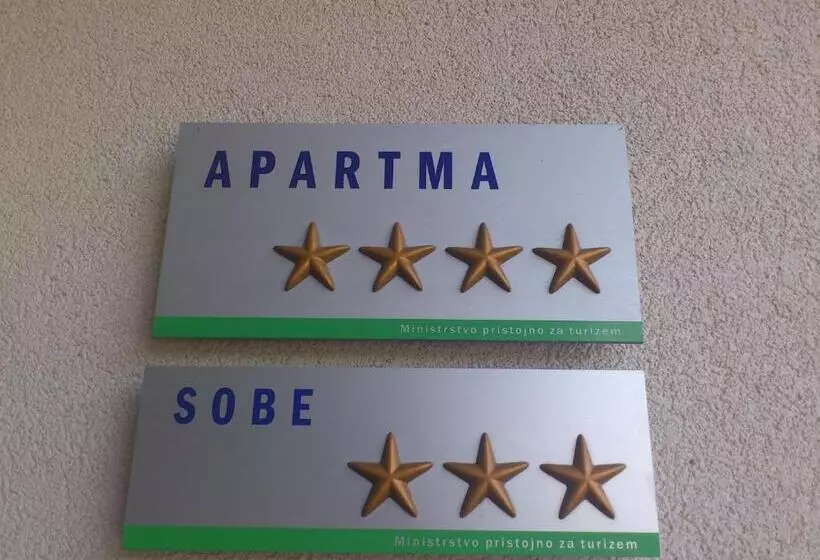 APARTMA
Ministrstvo pristojno za turizem
SOBE
Ministrstvo pristojno za turizem